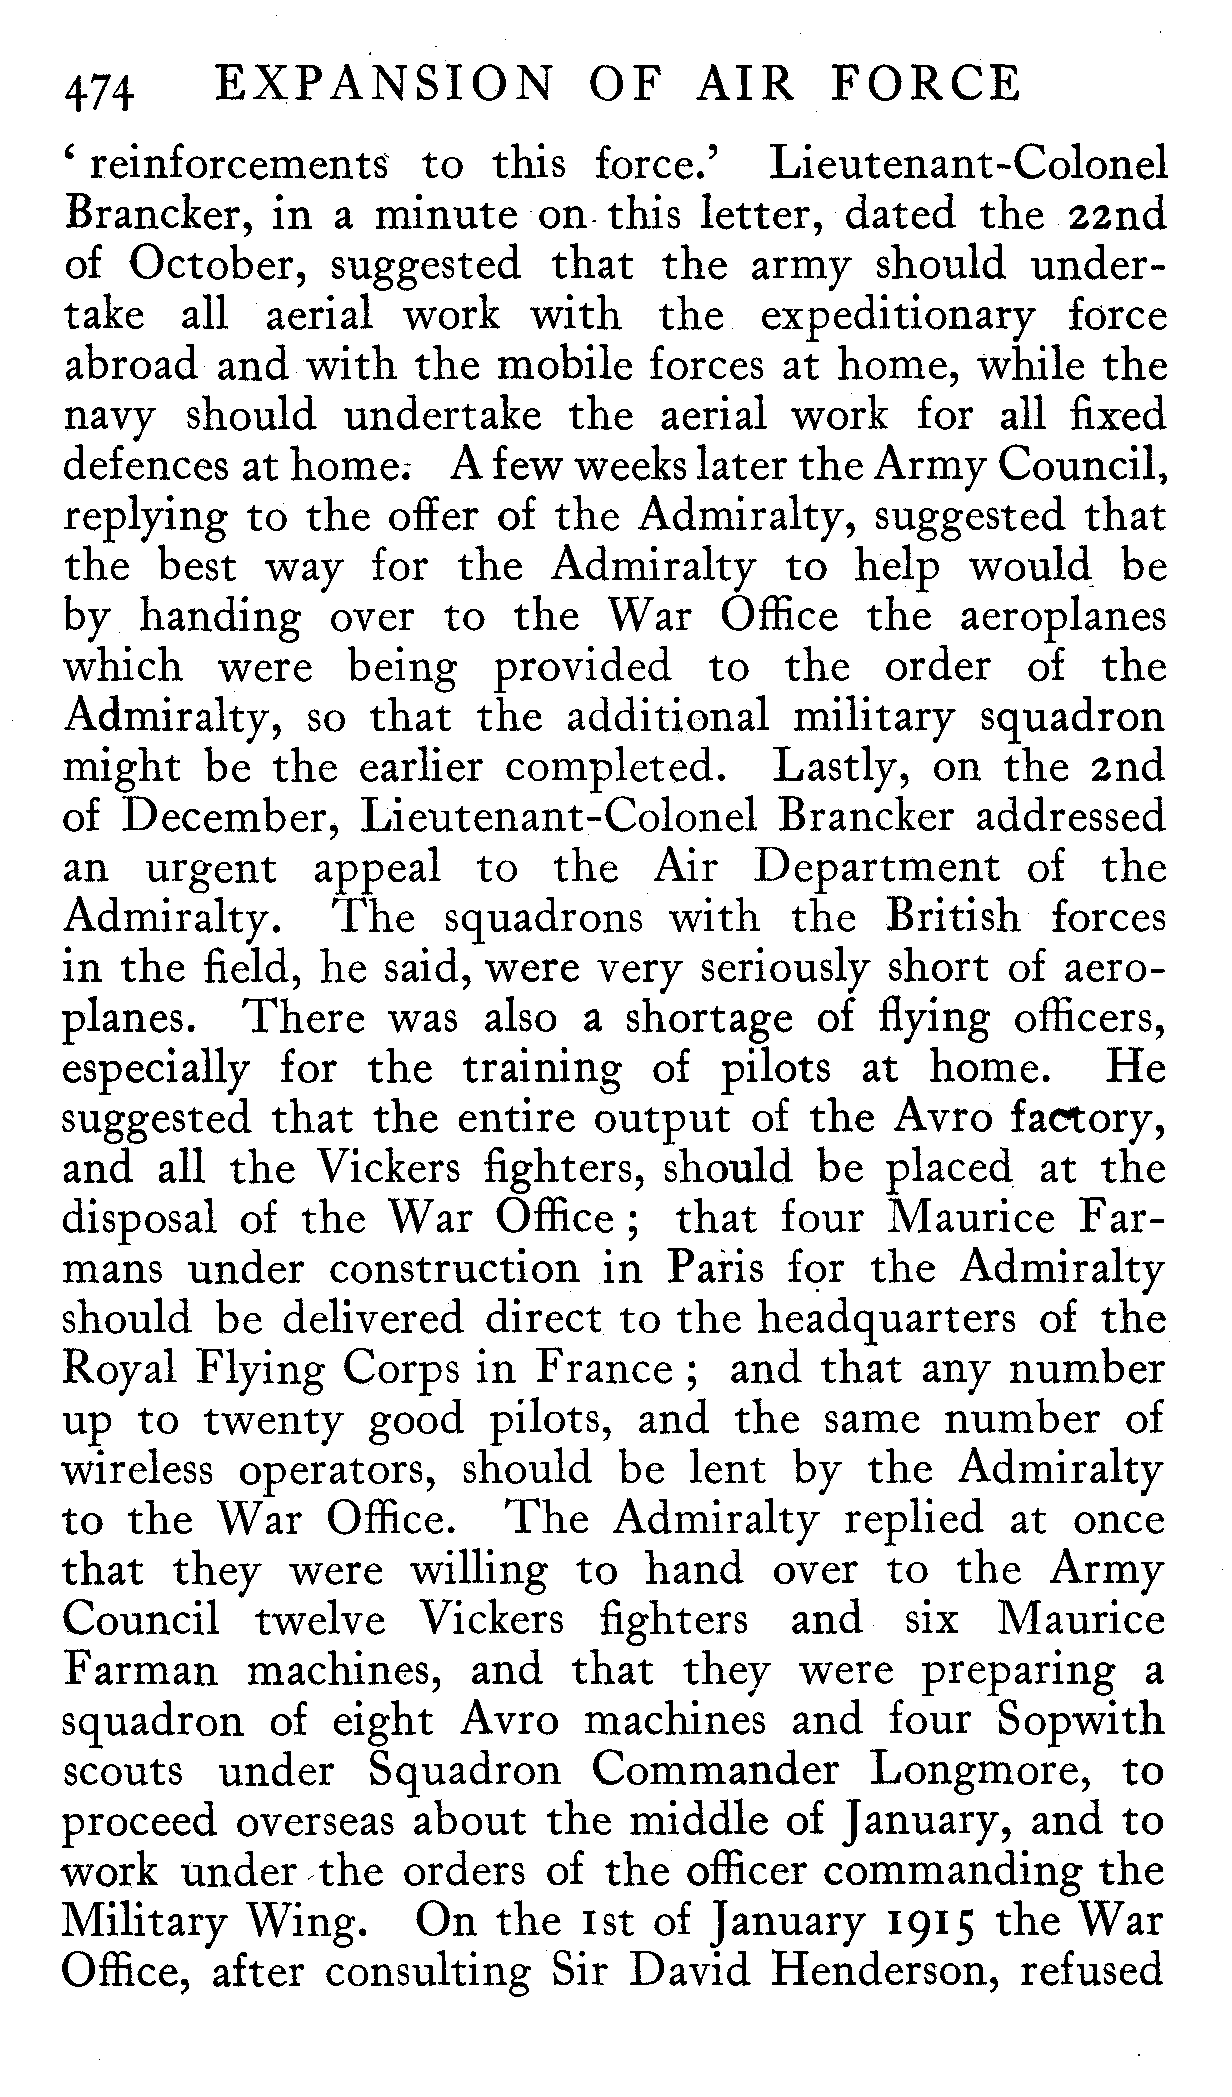 474 EXPANSION OF AIR FORCE
‘ reinforcements to this force.’ Lieutenant-Colonel
Brancker, in a minute on this letter, dated the 22nd
of October, suggested that the army should under-
take all aerial work with the expeditionary force
abroad and with the mobile forces at home, while the
navy should undertake the aerial work for all fixed
defences at home. A few weeks later the Army Council,
replying to the offer of the Admiralty, suggested that
the best way for the Admiralty to help would be
by handing over to the War Office the aeroplanes
which were being provided to the order of the
Admiralty, so that the additional military squadron
might be the earlier completed. Lastly, on the 2nd
of December, Lieutenant-Colonel Brancker addressed
an urgent appeal to the Air Department of the
Admiralty. The squadrons with the British forces
in the field, he said, were very seriously short of aero-
planes. There was also a shortage of flying officers,
especially for the training of pilots at home. He
suggested that the entire output of the Avro factory,
and all the Vickers fighters, should be placed at the
disposal of the War Office ; that four Maurice Far-
mans under construction in Paris for the Admiralty
should be delivered direct to the headquarters of the
Royal Flying Corps in France ; and that any number
up to twenty good pilots, and the same number of
wireless operators, should be lent by the Admiralty
to the War Office. The Admiralty replied at once
that they were willing to hand over to the Army
Council twelve Vickers fighters and six Maurice
Farman machines, and that they were preparing a
squadron of eight Avro machines and four Sopwith
scouts under Squadron Commander Longmore, to
proceed overseas about the middle of January, and to
work under the orders of the officer commanding the
Military Wing. On the 1st of January 1915 the War
Office, after consulting Sir David Henderson, refused